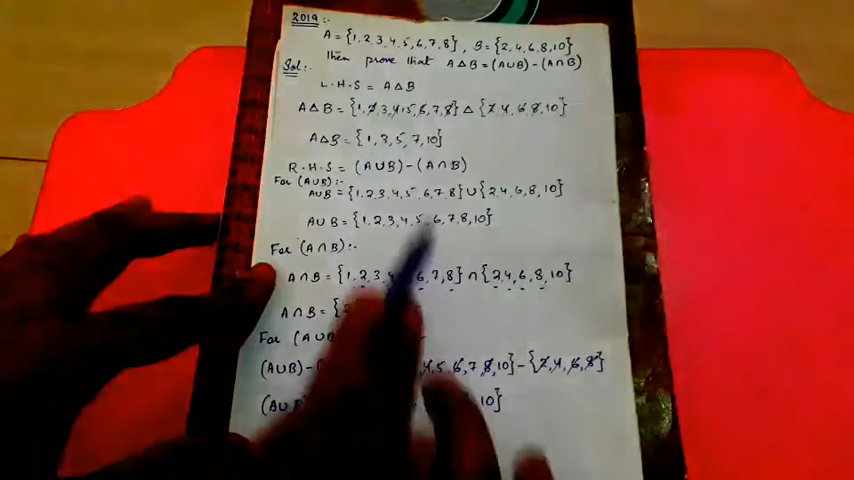 2019:-
A = {1,2,3,4,5,6,7,8}, B = {2,4,6,8,10}
Then prove that A△B = (A∪B) - (A∩B)
Sol:-
L.H.S = A△B
A△B = {1,2,3,4,5,6,7,8} △ {2,4,6,8,10}
A△B = {1,3,5,7,10}
R.H.S = (A∪B) - (A∩B)
For (A∪B):-
A∪B = {1,2,3,4,5,6,7,8} ∪ {2,4,6,8,10}
A∪B = {1,2,3,4,5,6,7,8,10}
For (A∩B):-
A∩B = {1,2,3,4, 6,7,8} ∩ {2,4,6,8,10}
A∩B = {
For (A∪B
(A∪B) - 4,5,6,7,8,10} - {2,4,6,8}
(A∪B 10}